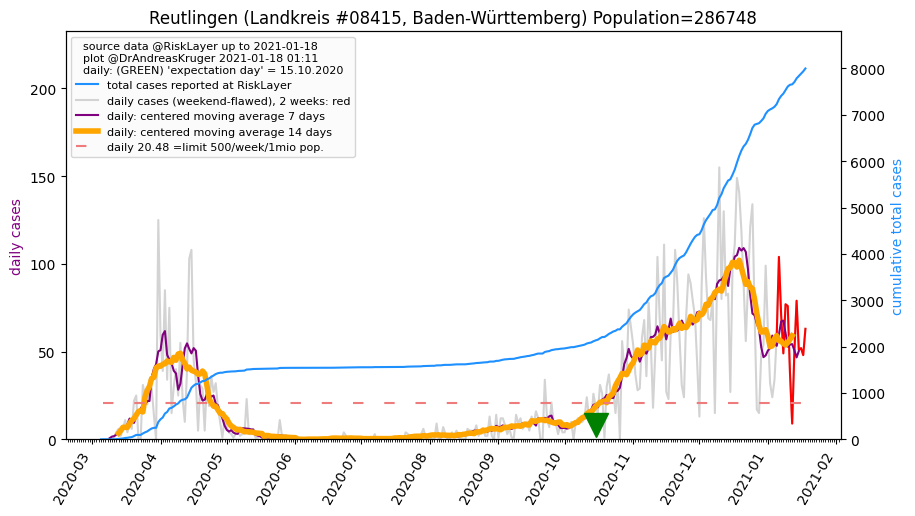 Reutlingen (Landkreis #08415, Baden-Württemberg) Population=286748
source data @RiskLayer up to 2021-01-18
plot @DrAndreasKruger 2021-01-18 01:11
daily: (GREEN) 'expectation day' = 15.10.2020
total cases reported at RiskLayer
daily cases (weekend-flawed), 2 weeks: red
daily: centered moving average 7 days
daily: centered moving average 14 days
daily 20.48 =limit 500/week/1mio pop.
daily cases
200
150
100
50
0
8000
7000
6000
5000
4000
3000
2000
1000
0
cumulative total cases
2020-03
2020-04
2020-05
2020-06
2020-07
2020-08
2020-09
2020-10
2020-11
2020-12
2021-01
2021-02